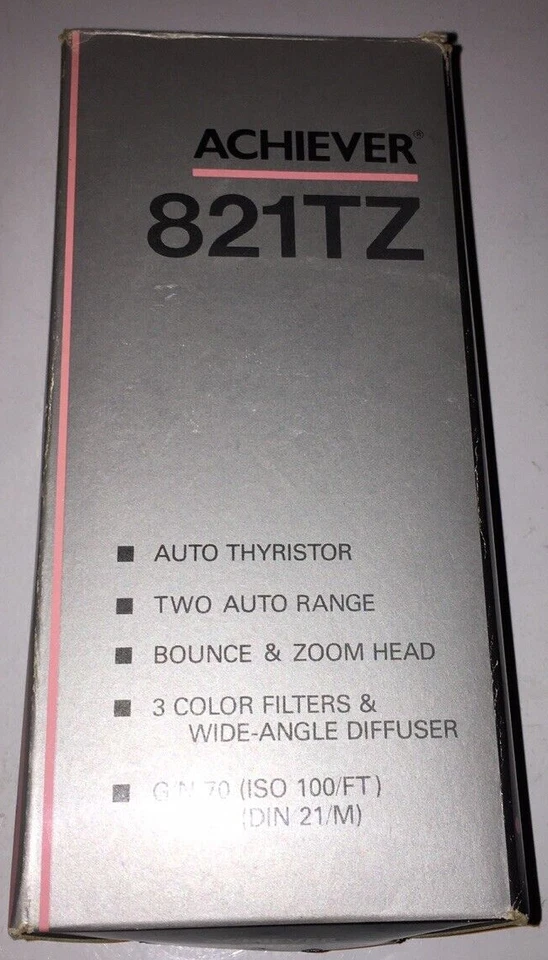 ACHIEVER®
821TZ
■ AUTO THYRISTOR
■ TWO AUTO RANGE
■ BOUNCE & ZOOM HEAD
■ 3 COLOR FILTERS &
WIDE-ANGLE DIFFUSER
■ G/N 70 (ISO 100/FT)
(DIN 21/M)